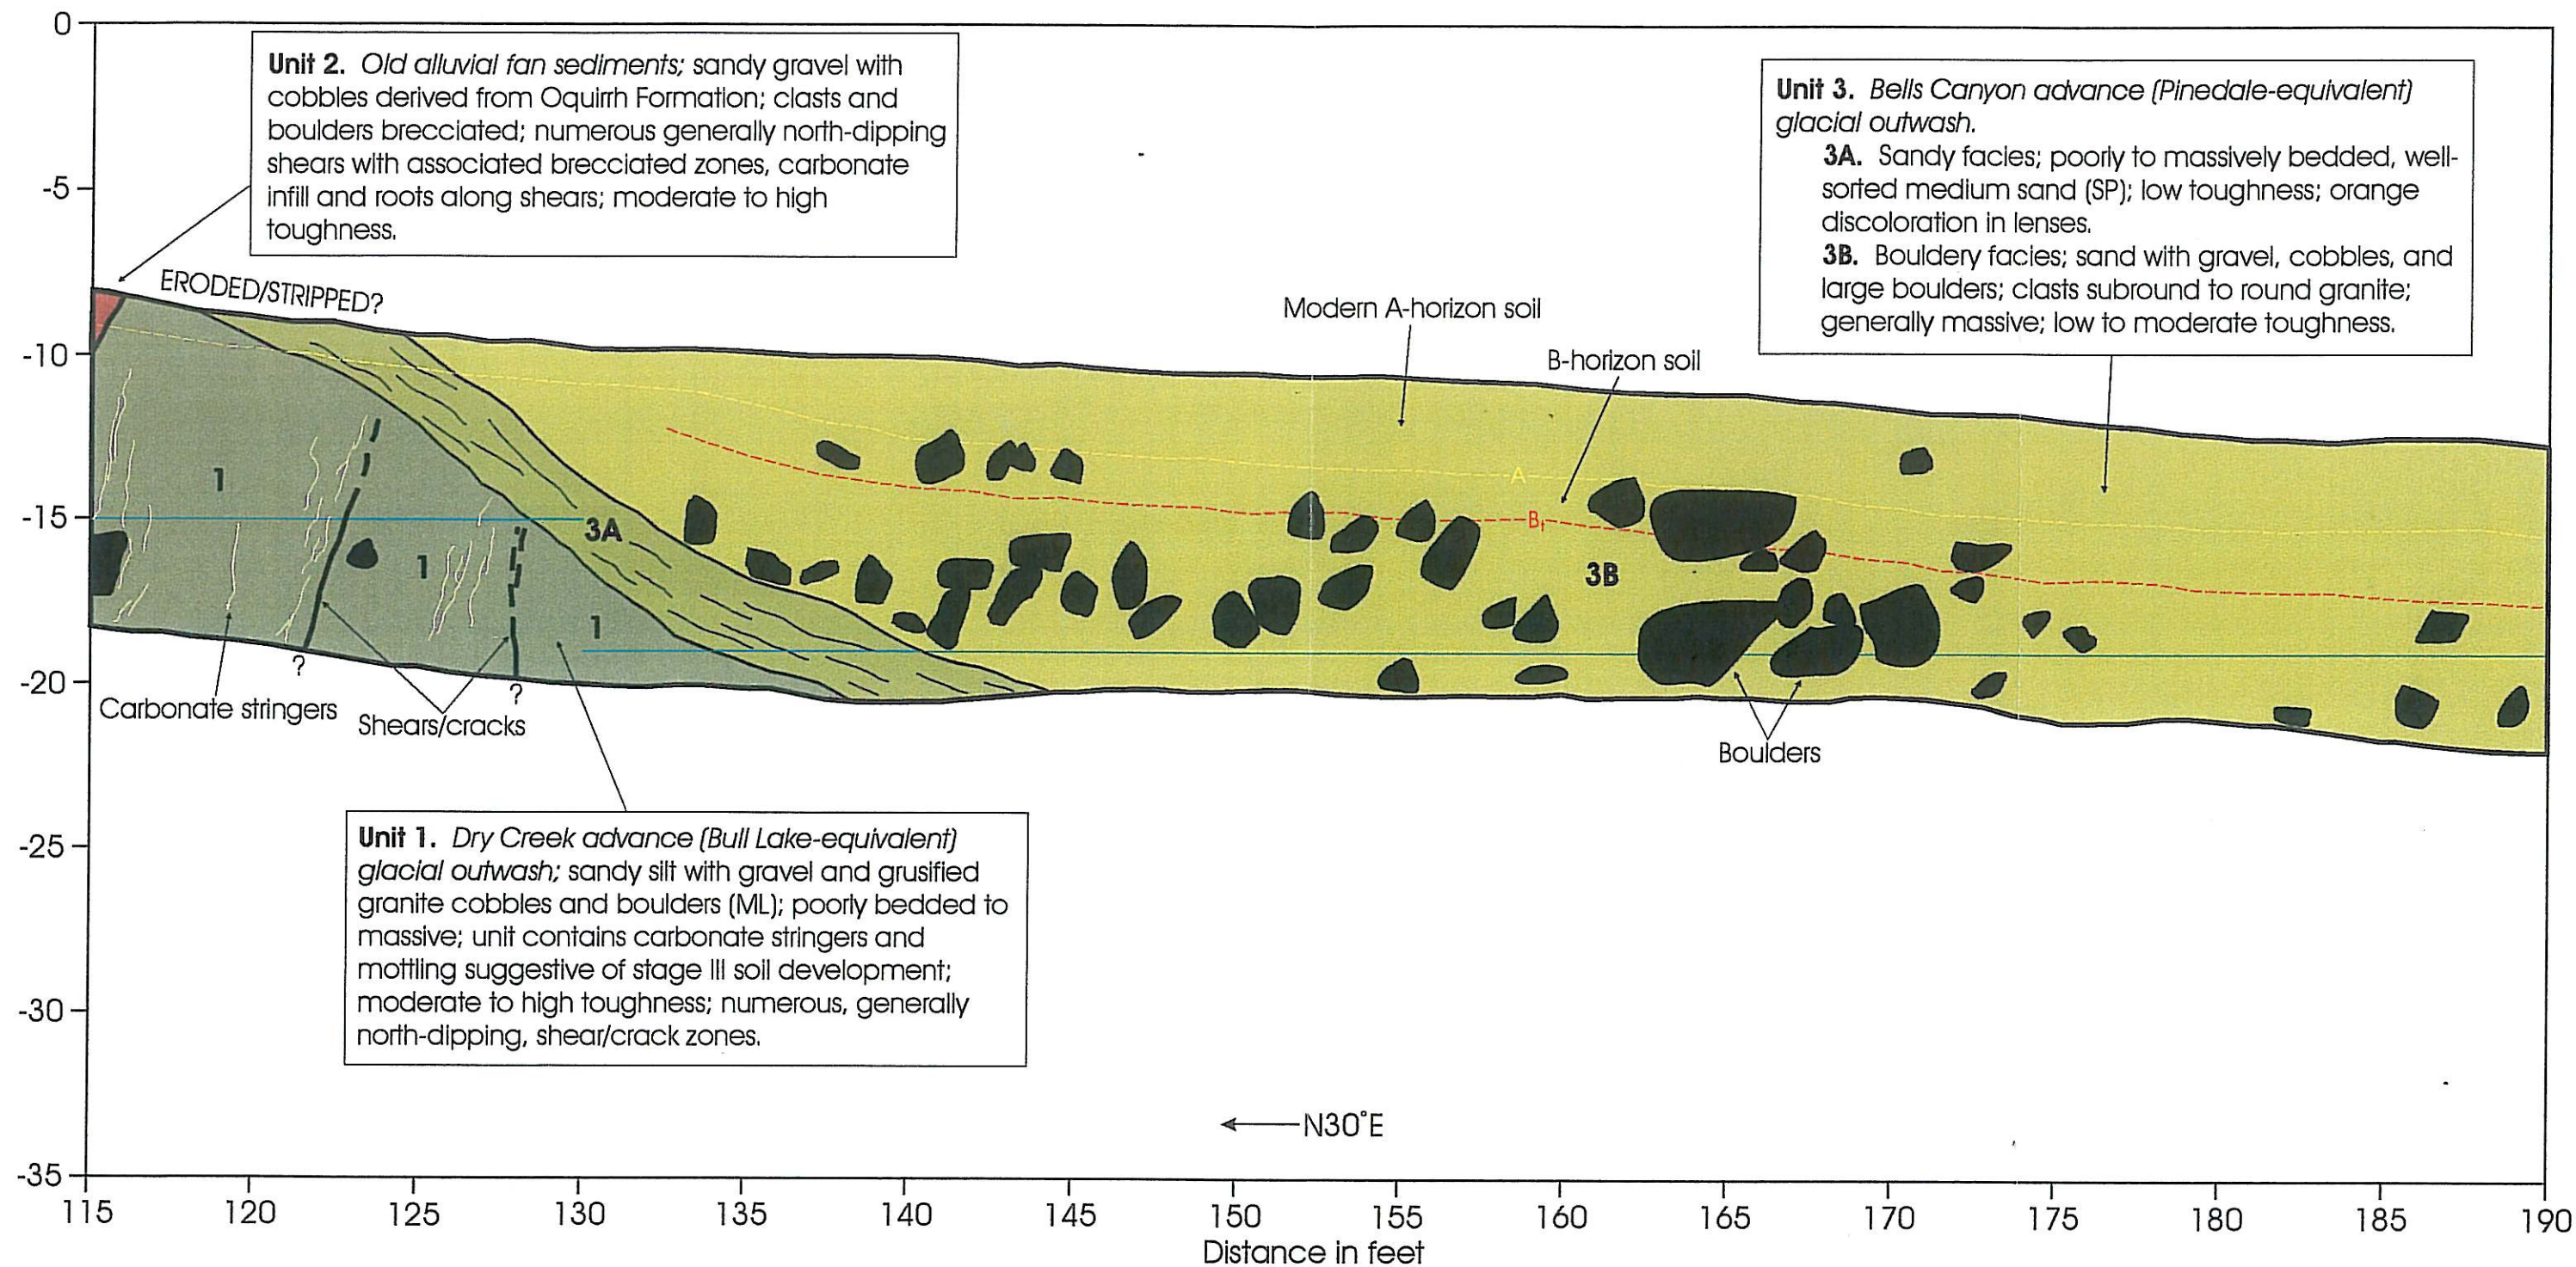 0
-5
-10
-15
-20
-25
-30
-35
Unit 2. Old alluvial fan sediments; sandy gravel with
cobbles derived from Oquirrh Formation; clasts and
boulders brecciated; numerous generally north-dipping
shears with associated brecciated zones, carbonate
infill and roots along shears; moderate to high
toughness.
Unit 3. Bells Canyon advance (Pinedale-equivalent)
glacial outwash.
3A. Sandy facies; poorly to massively bedded, well-
sorted medium sand (SP); low toughness; orange
discoloration in lenses.
3B. Bouldery facies; sand with gravel, cobbles, and
large boulders; clasts subround to round granite;
generally massive; low to moderate toughness.
ERODED/STRIPPED?
Modern A-horizon soil
B-horizon soil
A
Bt
1
3A
1
3B
1
?
?
Carbonate stringers
Shears/cracks
Boulders
Unit 1. Dry Creek advance (Bull Lake-equivalent)
glacial outwash; sandy silt with gravel and grusified
granite cobbles and boulders (ML); poorly bedded to
massive; unit contains carbonate stringers and
mottling suggestive of stage III soil development;
moderate to high toughness; numerous, generally
north-dipping, shear/crack zones.
N30°E
115 120 125 130 135 140 145 150 155 160 165 170 175 180 185 190
Distance in feet